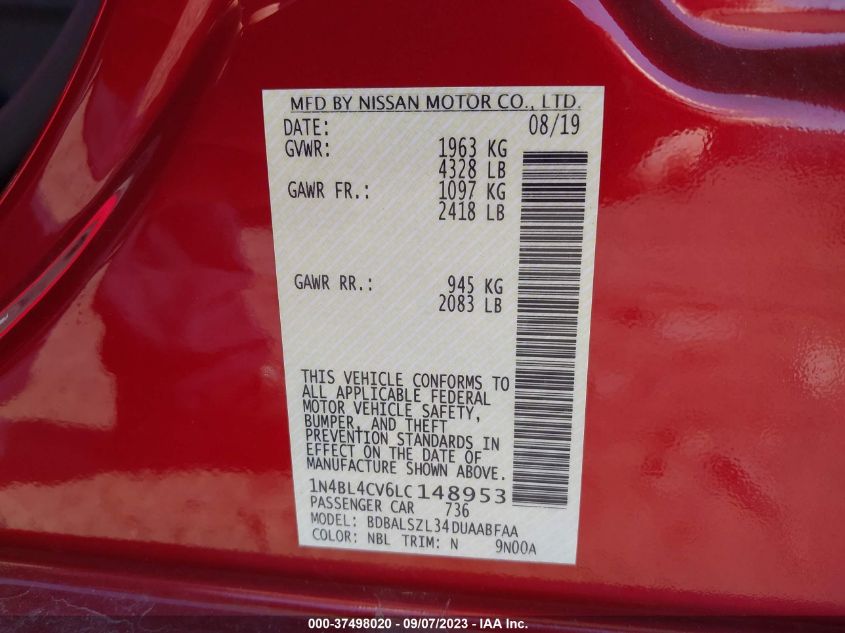 MFD BY NISSAN MOTOR CO., LTD.
DATE: 08/19
GVWR: 1963 KG
4328 LB
GAWR FR.: 1097 KG
2418 LB
GAWR RR.: 945 KG
2083 LB
THIS VEHICLE CONFORMS TO
ALL APPLICABLE FEDERAL
MOTOR VEHICLE SAFETY,
BUMPER, AND THEFT
PREVENTION STANDARDS IN
EFFECT ON THE DATE OF
MANUFACTURE SHOWN ABOVE.
1N4BL4CV6LC148953
PASSENGER CAR 736
MODEL: BDBALSZL34DUAABFAA
COLOR: NBL TRIM: N 9N00A
000-37498020 - 09/07/2023 - IAA Inc.